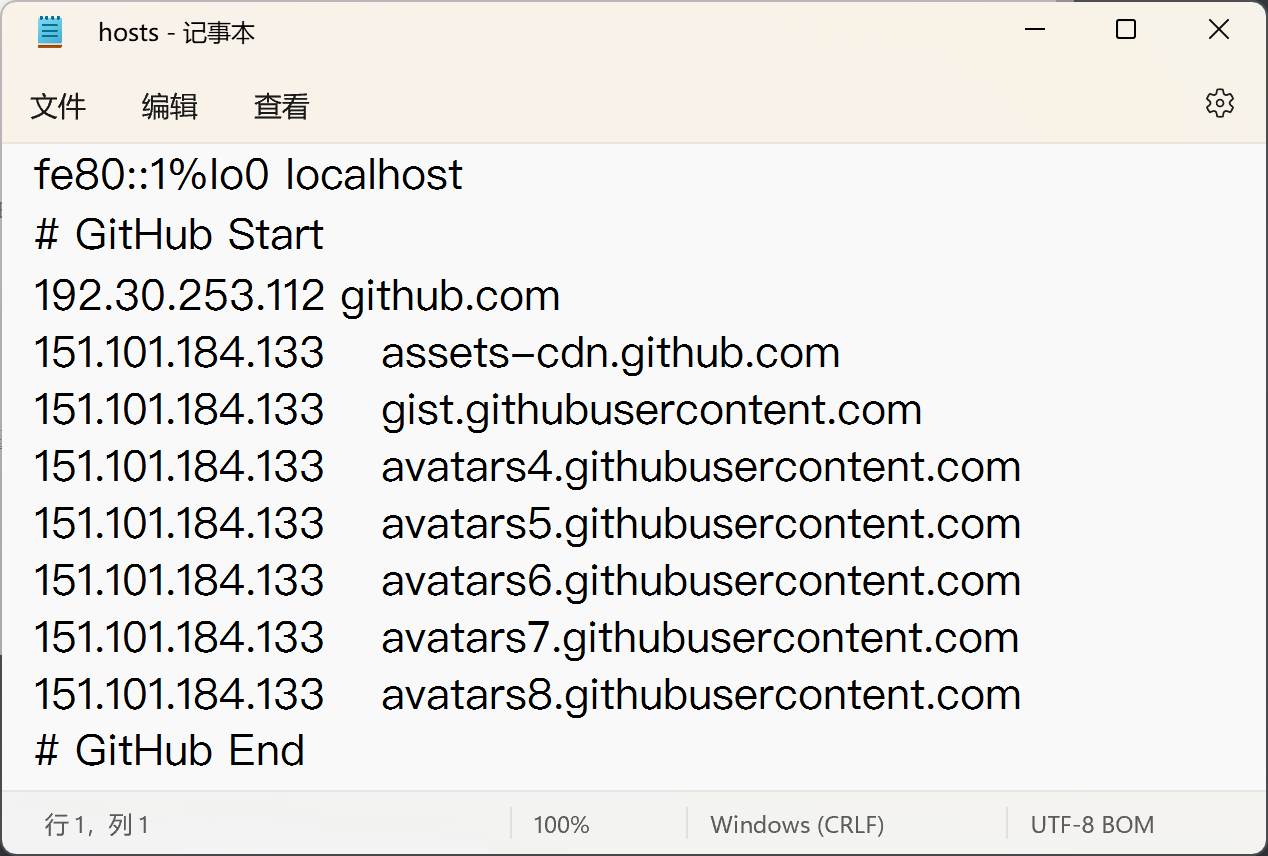 hosts - 记事本
文件 编辑 查看
fe80::1%lo0 localhost
# GitHub Start
192.30.253.112 github.com
151.101.184.133 assets-cdn.github.com
151.101.184.133 gist.githubusercontent.com
151.101.184.133 avatars4.githubusercontent.com
151.101.184.133 avatars5.githubusercontent.com
151.101.184.133 avatars6.githubusercontent.com
151.101.184.133 avatars7.githubusercontent.com
151.101.184.133 avatars8.githubusercontent.com
# GitHub End
行 1，列 1 100% Windows (CRLF) UTF-8 BOM